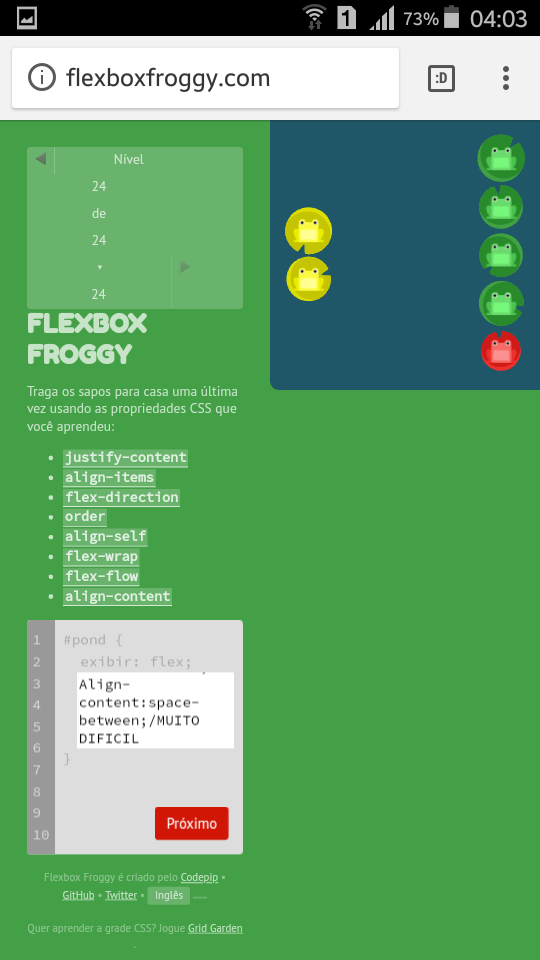 73% 04:03
1
flexboxfroggy.com
:D
Nível
24
de
24
▾
24
FLEXBOX
FROGGY
Traga os sapos para casa uma última
vez usando as propriedades CSS que
você aprendeu:
• justify-content
• align-items
• flex-direction
• order
• align-self
• flex-wrap
• flex-flow
• align-content
1 #pond {
2 exibir: flex;
3 Align-
4 content:space-
5 between;/MUITO
6 DIFICIL
7 }
8
9
10
Próximo
Flexbox Froggy é criado pelo Codepip •
GitHub • Twitter • Inglês
Quer aprender a grade CSS? Jogue Grid Garden
.